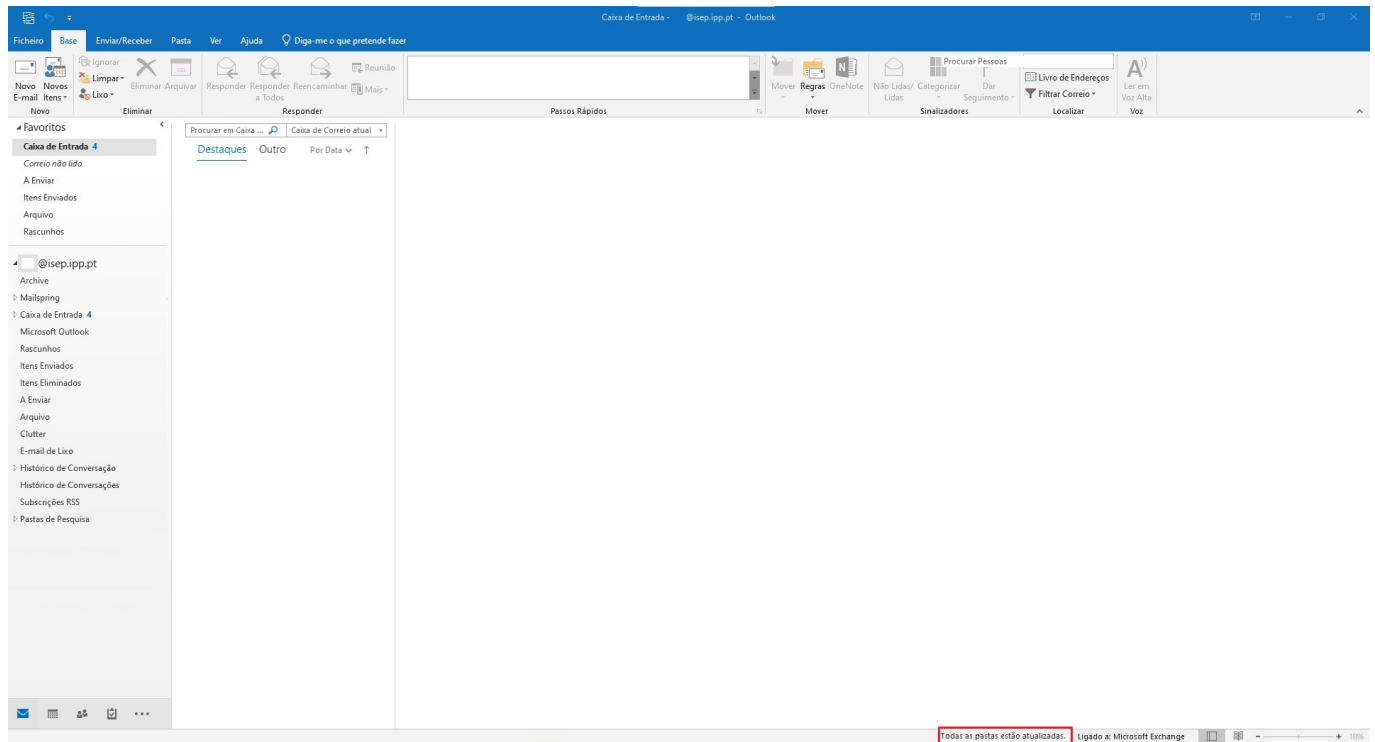 Caixa de Entrada - @isep.ipp.pt - Outlook
Ficheiro Base Enviar/Receber Pasta Ver Ajuda Diga-me o que pretende fazer
Novo E-mail
Novos Itens
Novo
Ignorar
Limpar
Lixo
Eliminar Arquivar
Eliminar
Responder
Responder a Todos
Reencaminhar
Reunião
Mais
Responder
Passos Rápidos
Mover Regras OneNote
Mover
Não Lidas/ Lidas
Categorizar
Dar Seguimento
Sinalizadores
Procurar Pessoas
Livro de Endereços
Filtrar Correio
Localizar
Ler em Voz Alta
Voz
Favoritos
Caixa de Entrada 4
Correio não lido
A Enviar
Itens Enviados
Arquivo
Rascunhos
@isep.ipp.pt
Archive
Mailspring
Caixa de Entrada 4
Microsoft Outlook
Rascunhos
Itens Enviados
Itens Eliminados
A Enviar
Arquivo
Clutter
E-mail de Lixo
Histórico de Conversação
Histórico de Conversações
Subscrições RSS
Pastas de Pesquisa
Procurar em Caixa ... Caixa de Correio atual
Destaques Outro Por Data
Todas as pastas estão atualizadas. Ligado a: Microsoft Exchange 10%